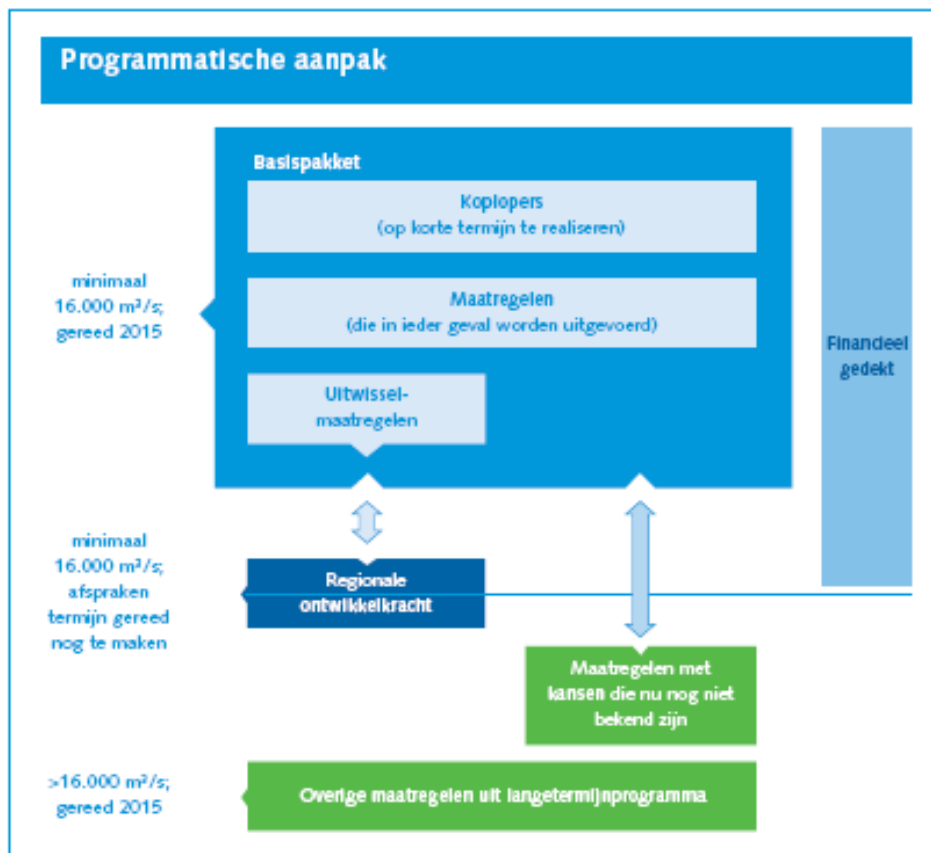 Programmatische aanpak
Basispakket
Koplopers
(op korte termijn te realiseren)
minimaal
16.000 m³/s;
gereed 2015
Maatregelen
(die in ieder geval worden uitgevoerd)
Financieel
gedekt
Uitwissel-
maatregelen
minimaal
16.000 m³/s;
afspraken
termijn gereed
nog te maken
Regionale
ontwikkelkracht
Maatregelen met
kansen die nu nog niet
bekend zijn
>16.000 m³/s;
gereed 2015
Overige maatregelen uit langetermijnprogramma